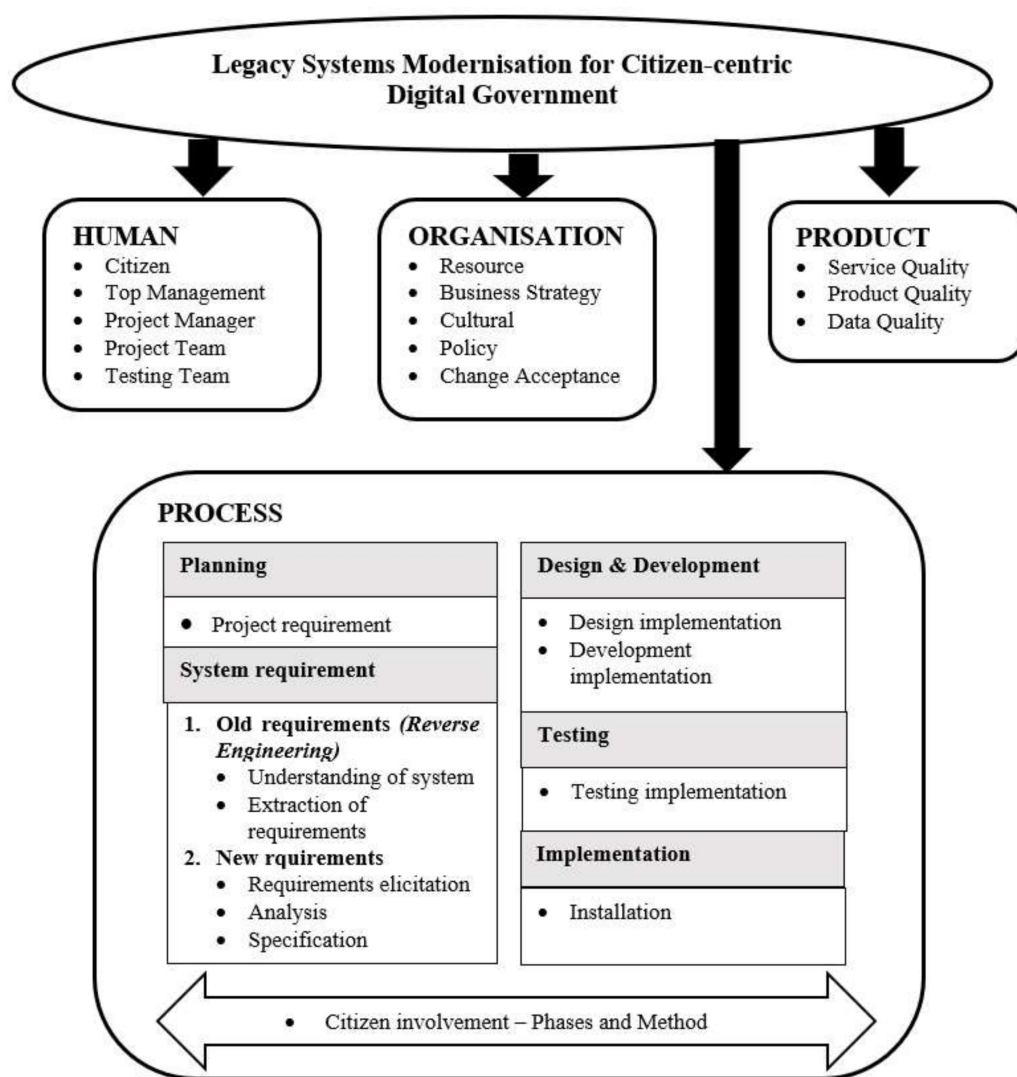 Legacy Systems Modernisation for Citizen-centric
Digital Government
HUMAN
• Citizen
• Top Management
• Project Manager
• Project Team
• Testing Team
ORGANISATION
• Resource
• Business Strategy
• Cultural
• Policy
• Change Acceptance
PRODUCT
• Service Quality
• Product Quality
• Data Quality
PROCESS
Planning
• Project requirement
System requirement
1. Old requirements (Reverse
Engineering)
• Understanding of system
• Extraction of
requirements
2. New rquirements
• Requirements elicitation
• Analysis
• Specification
Design & Development
• Design implementation
• Development
implementation
Testing
• Testing implementation
Implementation
• Installation
• Citizen involvement – Phases and Method